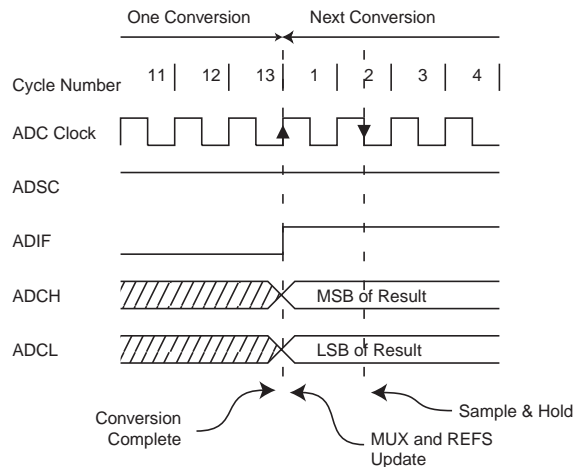 One Conversion Next Conversion
Cycle Number 11 12 13 1 2 3 4
ADC Clock
ADSC
ADIF
ADCH MSB of Result
ADCL LSB of Result
Sample & Hold
Conversion
Complete
MUX and REFS
Update